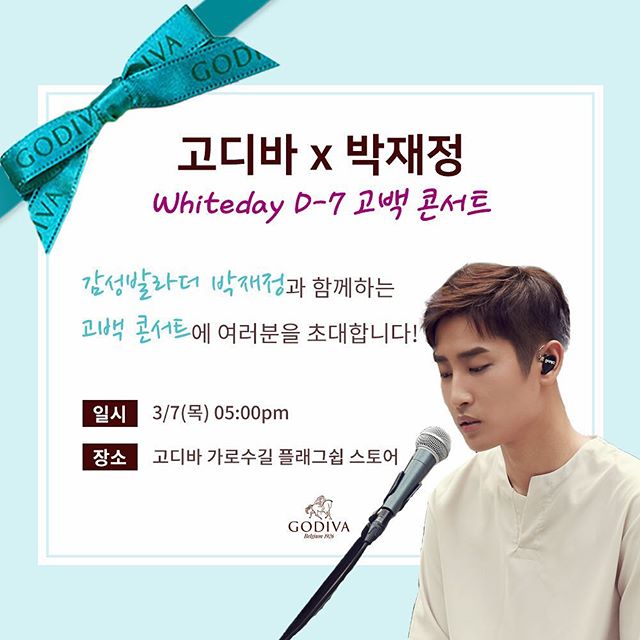 GODIVA
GODIVA
GODIVA
고디바 x 박재정
Whiteday D-7 고백 콘서트
감성발라더 박재정과 함께하는
고백 콘서트에 여러분을 초대합니다!
일시 3/7(목) 05:00pm
장소 고디바 가로수길 플래그쉽 스토어
GODIVA
Belgium 1926